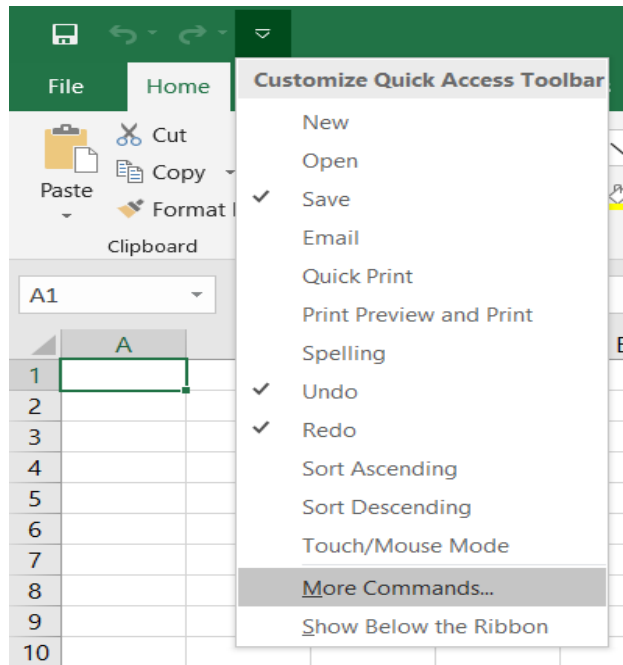 File
Home
Customize Quick Access Toolbar
Cut
Copy
Paste
Format
Clipboard
New
Open
Save
Email
Quick Print
Print Preview and Print
Spelling
Undo
Redo
Sort Ascending
Sort Descending
Touch/Mouse Mode
More Commands...
Show Below the Ribbon
A1
A
1
2
3
4
5
6
7
8
9
10